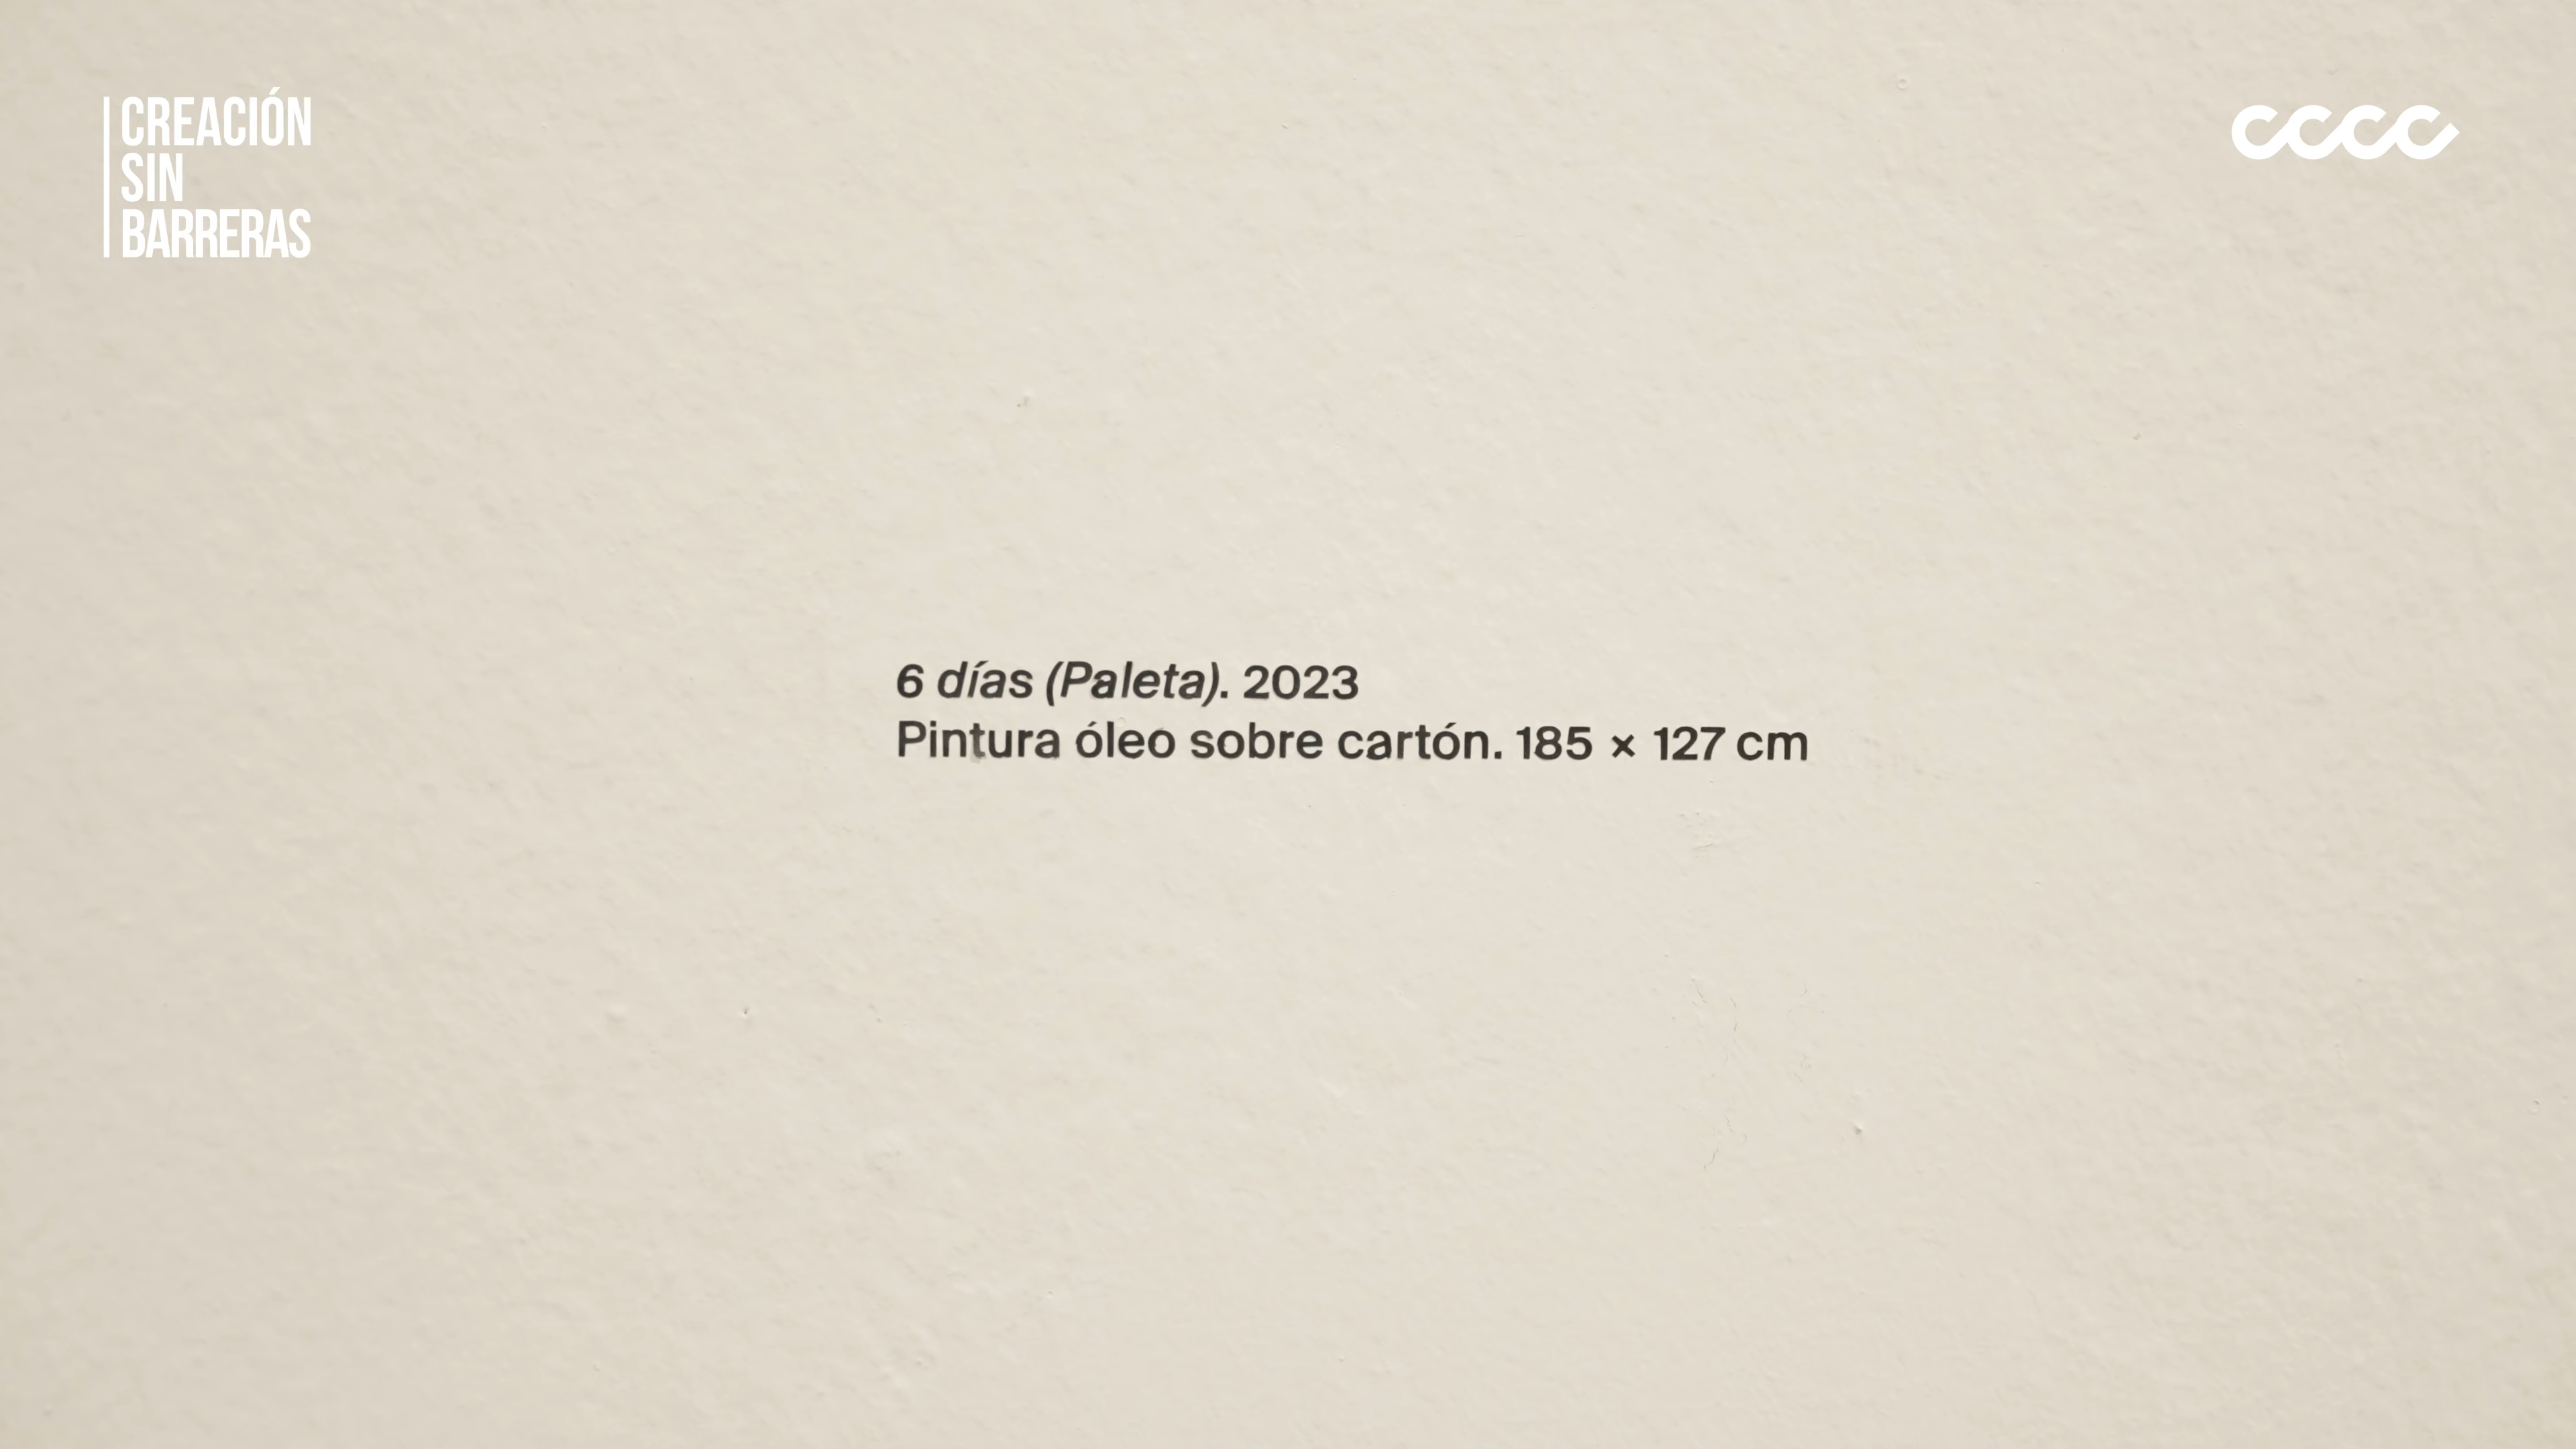 CREACIÓN
SIN
BARRERAS
cccc
6 días (Paleta). 2023
Pintura óleo sobre cartón. 185 × 127 cm